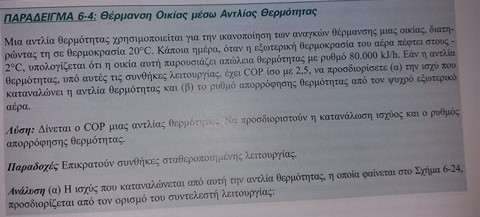 ΠΑΡΑΔΕΙΓΜΑ 6-4: Θέρμανση Οικίας μέσω Αντλίας Θερμότητας
Μια αντλία θερμότητας χρησιμοποιείται για την ικανοποίηση των αναγκών θέρμανσης μιας οικίας, διατη-
ρώντας τη σε θερμοκρασία 20°C. Κάποια ημέρα, όταν η εξωτερική θερμοκρασία του αέρα πέφτει στους -
2°C, υπολογίζεται ότι η οικία αυτή παρουσιάζει απώλεια θερμότητας με ρυθμό 80.000 kJ/h. Εάν η αντλία
θερμότητας, υπό αυτές τις συνθήκες λειτουργίας, έχει COP ίσο με 2,5, να προσδιορίσετε (α) την ισχύ που
καταναλώνει η αντλία θερμότητας και (β) το ρυθμό απορρόφησης θερμότητας από τον ψυχρό εξωτερικό
αέρα.
Λύση: Δίνεται ο COP μιας αντλίας θερμότητας. Να προσδιοριστούν η κατανάλωση ισχύος και ο ρυθμός
απορρόφησης θερμότητας.
Παραδοχές Επικρατούν συνθήκες σταθεροποιημένης λειτουργίας.
Ανάλυση (α) Η ισχύς που καταναλώνεται από αυτή την αντλία θερμότητας, η οποία φαίνεται στο Σχήμα 6-24,
προσδιορίζεται από τον ορισμό του συντελεστή λειτουργίας: